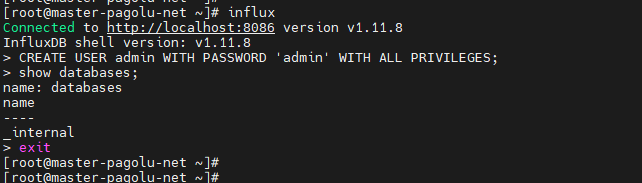 [root@master-pagolu-net ~]# influx
Connected to http://localhost:8086 version v1.11.8
InfluxDB shell version: v1.11.8
> CREATE USER admin WITH PASSWORD 'admin' WITH ALL PRIVILEGES;
> show databases;
name: databases
name
----
_internal
> exit
[root@master-pagolu-net ~]#
[root@master-pagolu-net ~]#